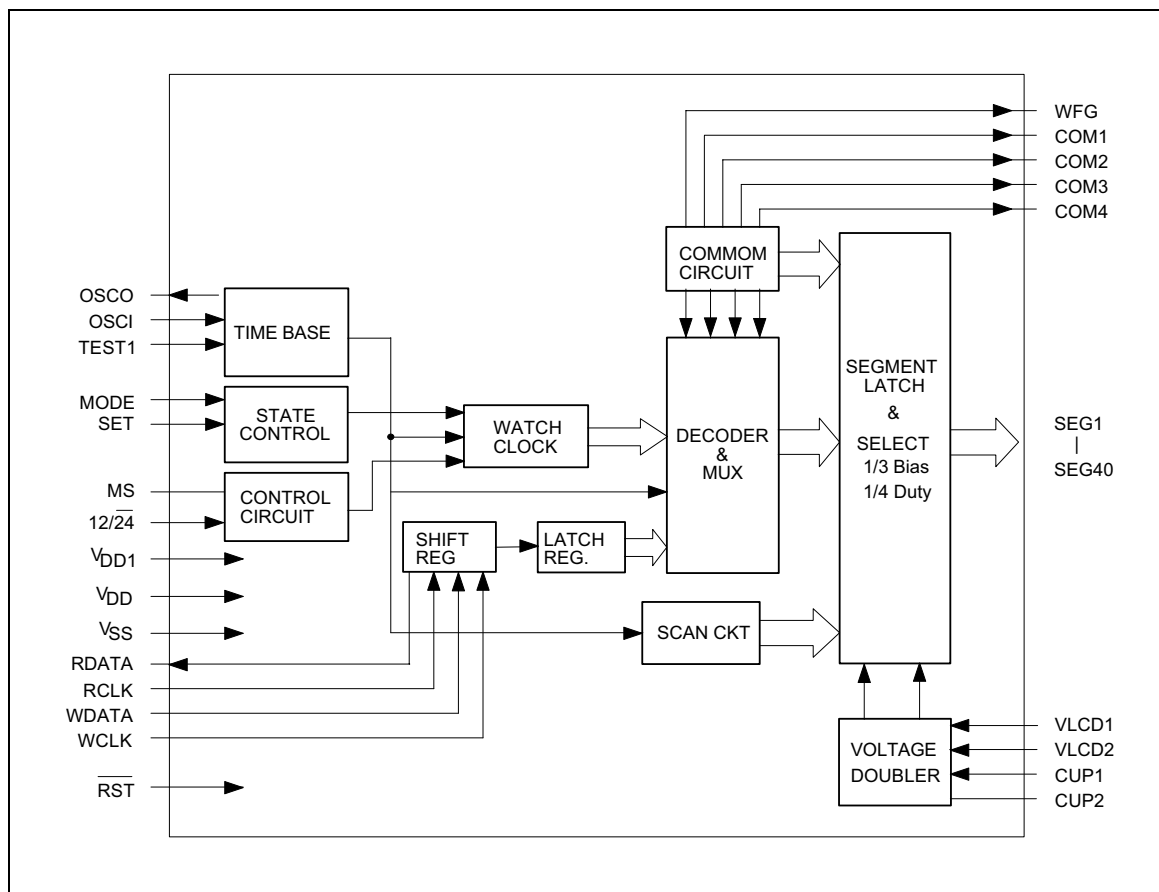 WFG
COM1
COM2
COM3
COM4
COMMOM
CIRCUIT
OSCO
OSCI
TEST1
TIME BASE
MODE
SET
STATE
CONTROL
WATCH
CLOCK
DECODER
&
MUX
SEGMENT
LATCH
&
SELECT
1/3 Bias
1/4 Duty
SEG1
|
SEG40
MS
12/2̅4̅
CONTROL
CIRCUIT
SHIFT
REG
LATCH
REG.
VDD1
VDD
VSS
SCAN CKT
RDATA
RCLK
WDATA
WCLK
R̅S̅T̅
VOLTAGE
DOUBLER
VLCD1
VLCD2
CUP1
CUP2